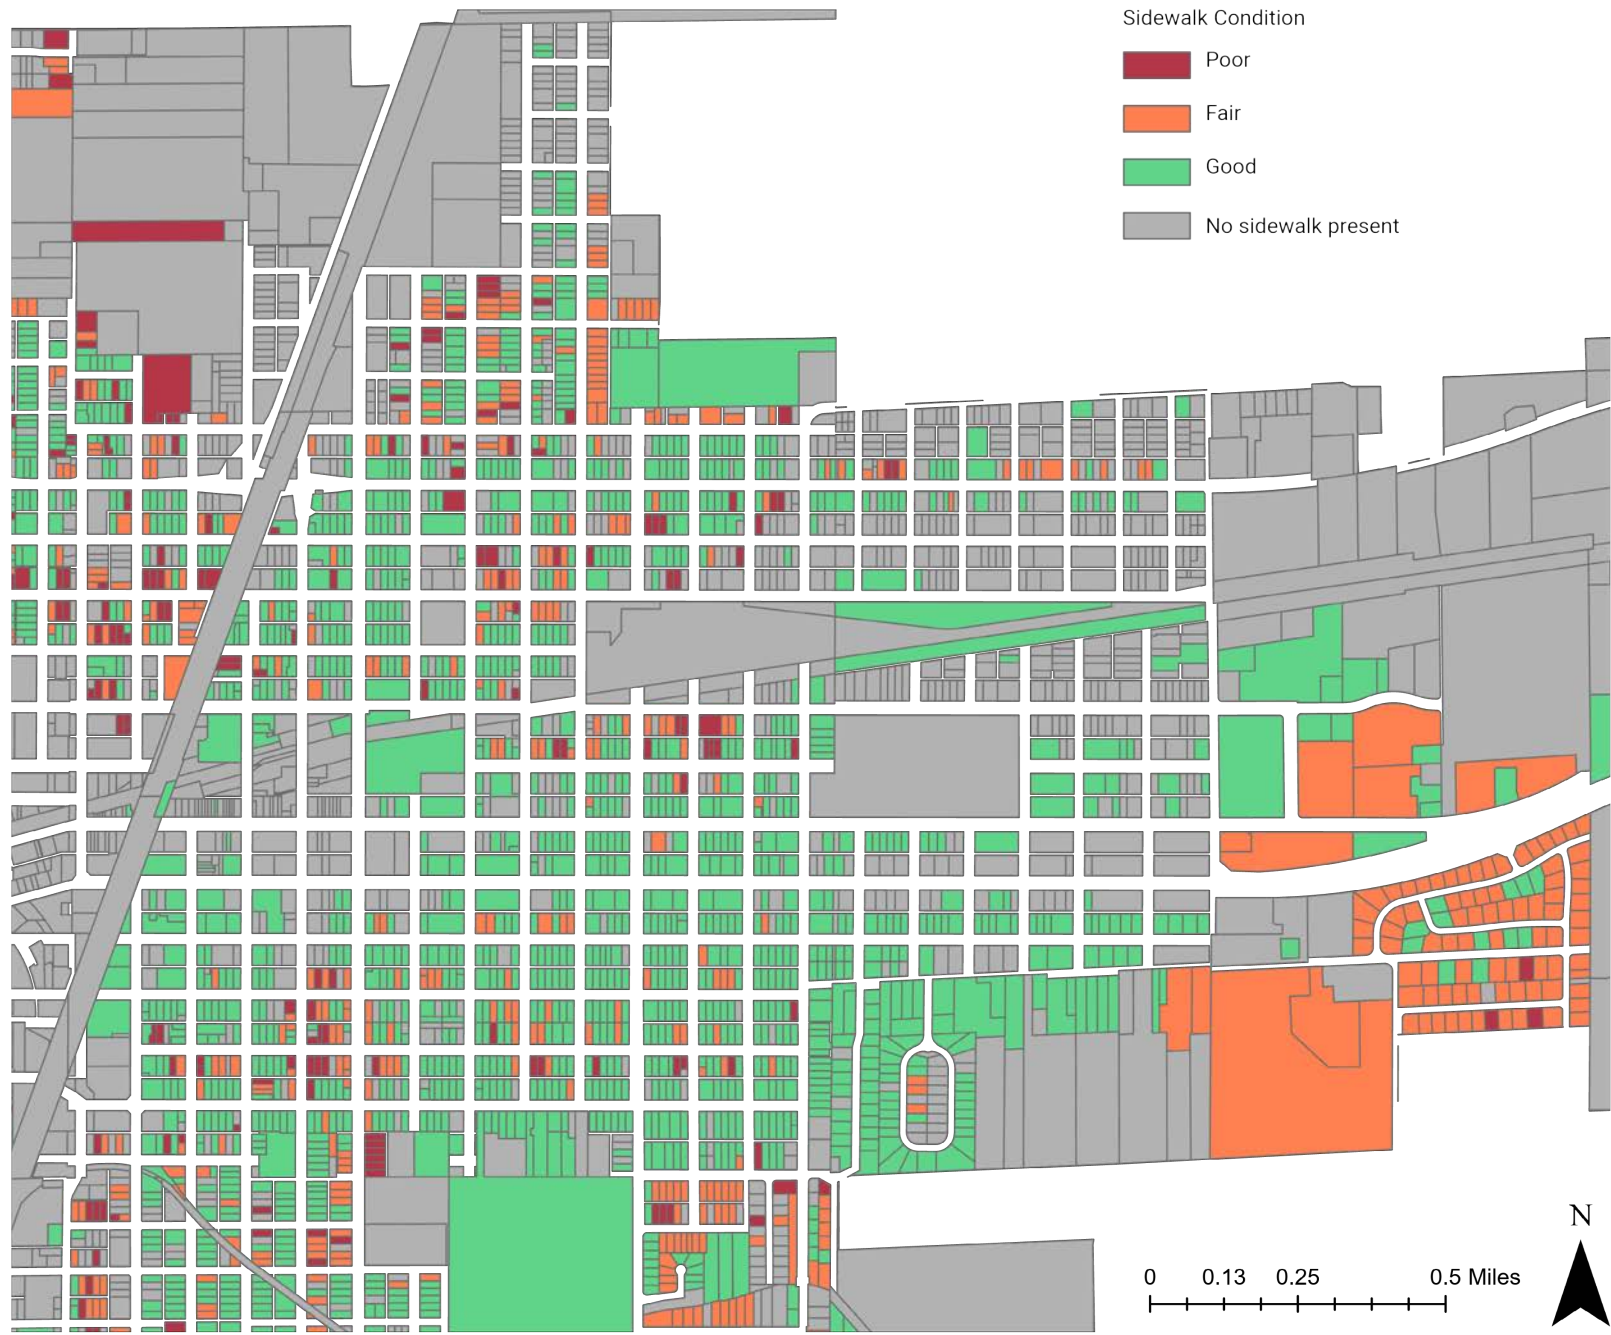 Sidewalk Condition
Poor
Fair
Good
No sidewalk present
N
0 0.13 0.25 0.5 Miles